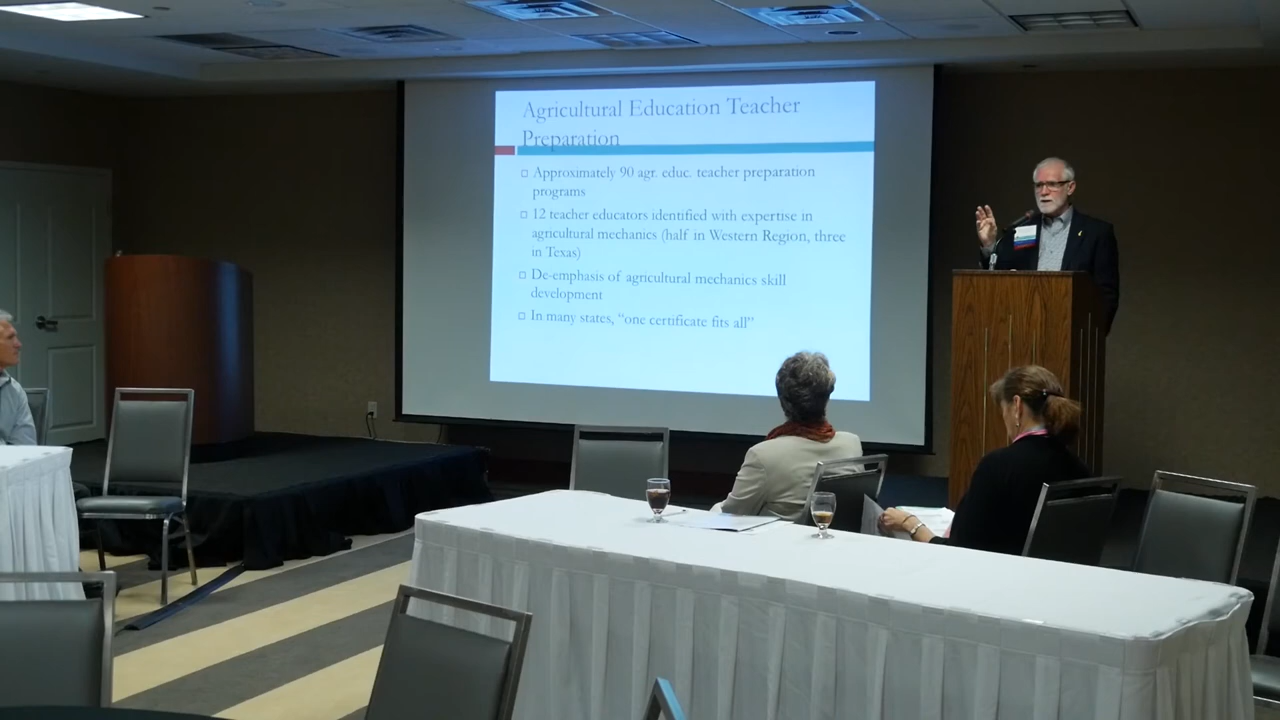 Agricultural Education Teacher
Preparation
Approximately 90 agr. educ. teacher preparation
programs
12 teacher educators identified with expertise in
agricultural mechanics (half in Western Region, three
in Texas)
De-emphasis of agricultural mechanics skill
development
In many states, “one certificate fits all”